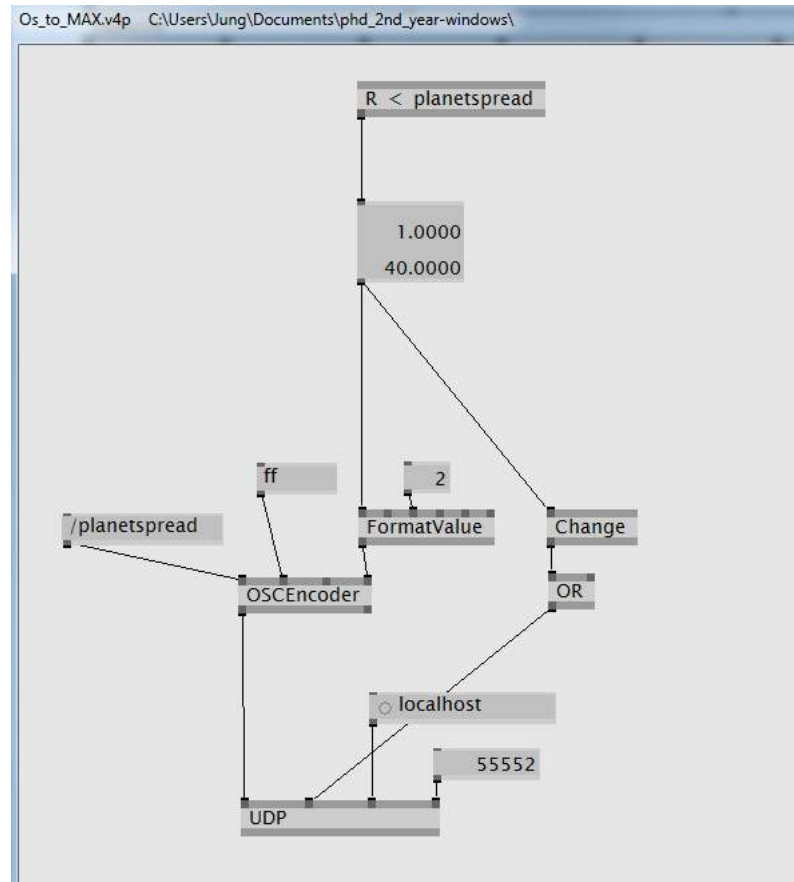 Os_to_MAX.v4p C:\Users\Jung\Documents\phd_2nd_year-windows\
R < planetspread
1.0000
40.0000
ff
2
/planetspread
FormatValue
Change
OSCEncoder
OR
localhost
55552
UDP